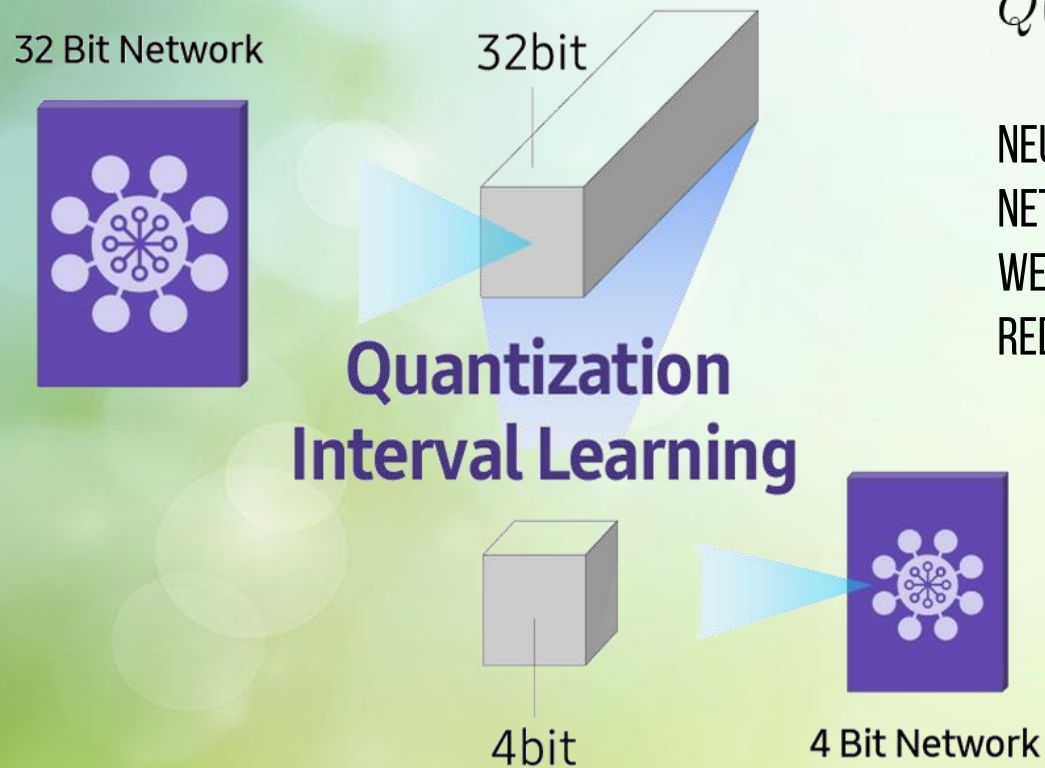 32 Bit Network
32bit
Quantization
Interval Learning
4bit
4 Bit Network